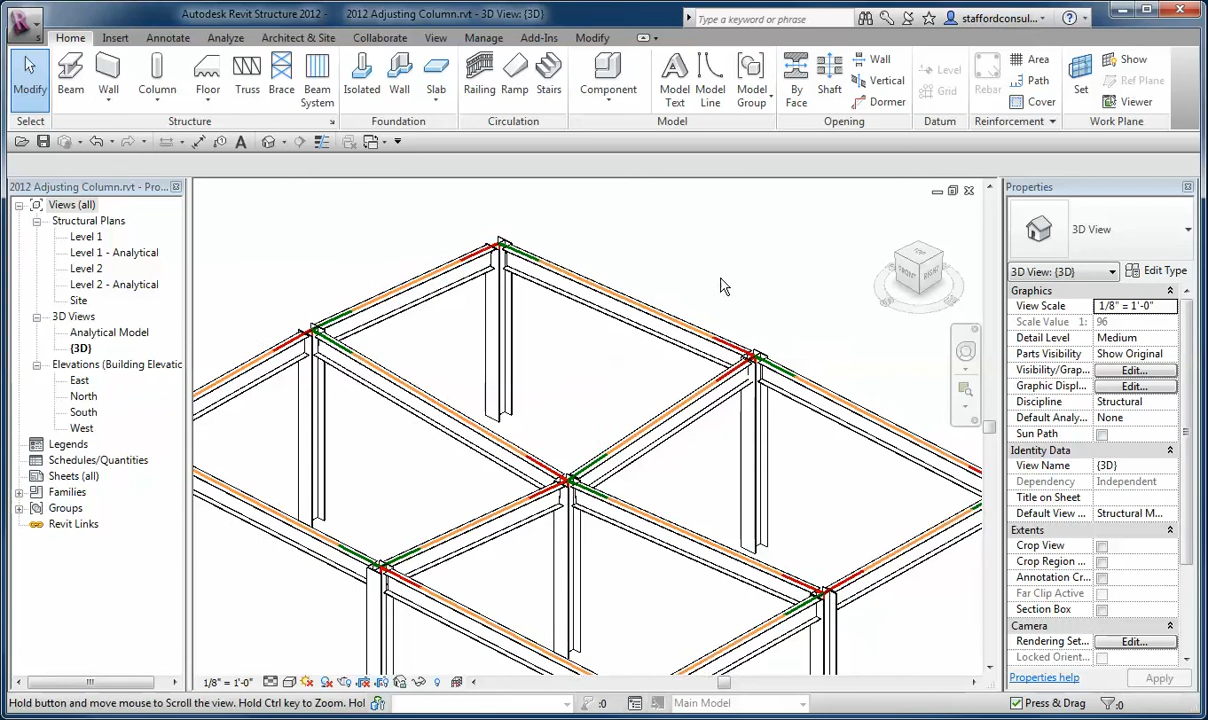 Autodesk Revit Structure 2012 - 2012 Adjusting Column.rvt - 3D View: {3D}
Type a keyword or phrase
staffordconsul...
Home Insert Annotate Analyze Architect & Site Collaborate View Manage Add-Ins Modify
Modify Beam Wall Column Floor Truss Brace Beam System Isolated Wall Slab Railing Ramp Stairs Component Model Text Model Line Model Group By Face Shaft Wall Vertical Dormer Level Grid Rebar Area Path Cover Set Show Ref Plane Viewer
Select Structure Foundation Circulation Model Opening Datum Reinforcement Work Plane
2012 Adjusting Column.rvt - Pro...
Views (all)
Structural Plans
Level 1
Level 1 - Analytical
Level 2
Level 2 - Analytical
Site
3D Views
Analytical Model
{3D}
Elevations (Building Elevatio
East
North
South
West
Legends
Schedules/Quantities
Sheets (all)
Families
Groups
Revit Links
TOP
FRONT RIGHT
Properties
3D View
3D View: {3D} Edit Type
Graphics
View Scale 1/8" = 1'-0"
Scale Value 1: 96
Detail Level Medium
Parts Visibility Show Original
Visibility/Grap... Edit...
Graphic Displ... Edit...
Discipline Structural
Default Analy... None
Sun Path
Identity Data
View Name {3D}
Dependency Independent
Title on Sheet
Default View ... Structural M...
Extents
Crop View
Crop Region ...
Annotation Cr...
Far Clip Active
Section Box
Camera
Rendering Set... Edit...
Locked Orient...
Properties help Apply
1/8" = 1'-0"
Hold button and move mouse to Scroll the view. Hold Ctrl key to Zoom. Hol
:0 Main Model Press & Drag :0